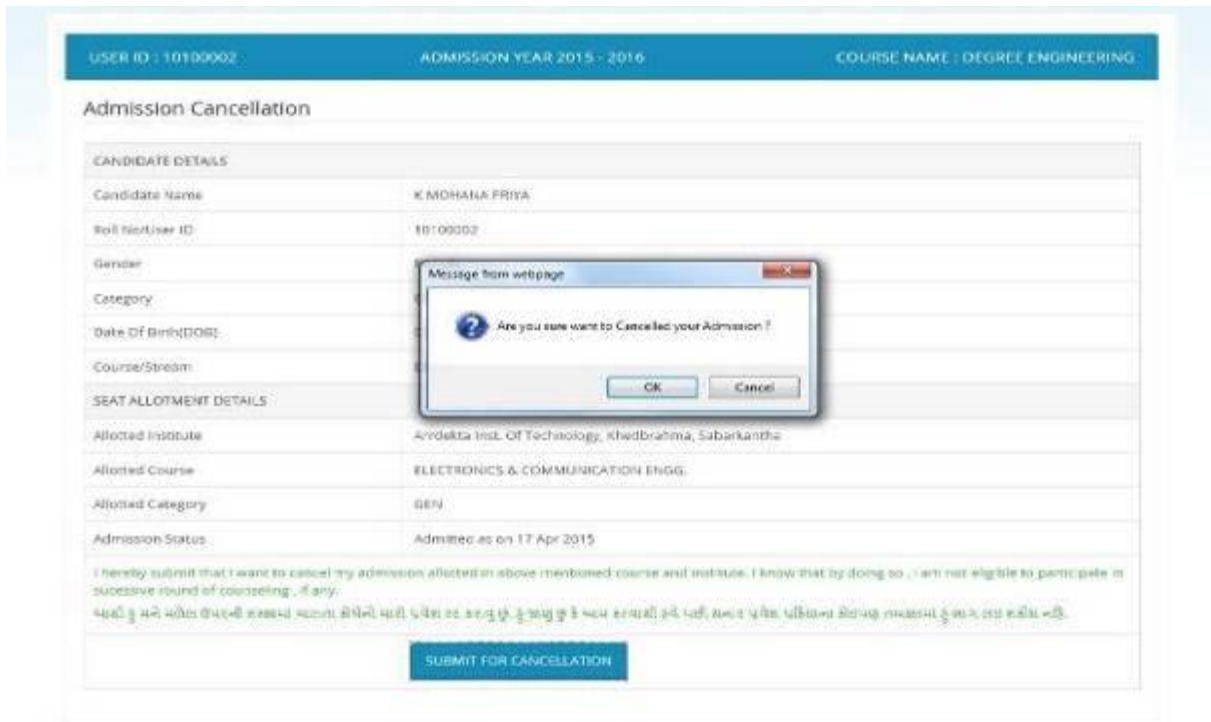 USER ID : 10100002 ADMISSION YEAR 2015 - 2016 COURSE NAME : DEGREE ENGINEERING
Admission Cancellation
CANDIDATE DETAILS
Candidate Name K MOHANA PRIYA
Roll No/User ID 10100002
Gender
Category
Date Of Birth(DOB)
Course/Stream
Message from webpage
Are you sure want to Cancelled your Admission ?
OK Cancel
SEAT ALLOTMENT DETAILS
Allotted Institute Inst. Of Technology, Khedbrahma, Sabarkantha
Allotted Course ELECTRONICS & COMMUNICATION ENGG.
Allotted Category GEN
Admission Status Admitted as on 17 Apr 2015
I hereby submit that I want to cancel my admission allotted in above mentioned course and institute. I know that by doing so , I am not eligible to participate in
sucessive round of counseling , if any.
SUBMIT FOR CANCELLATION